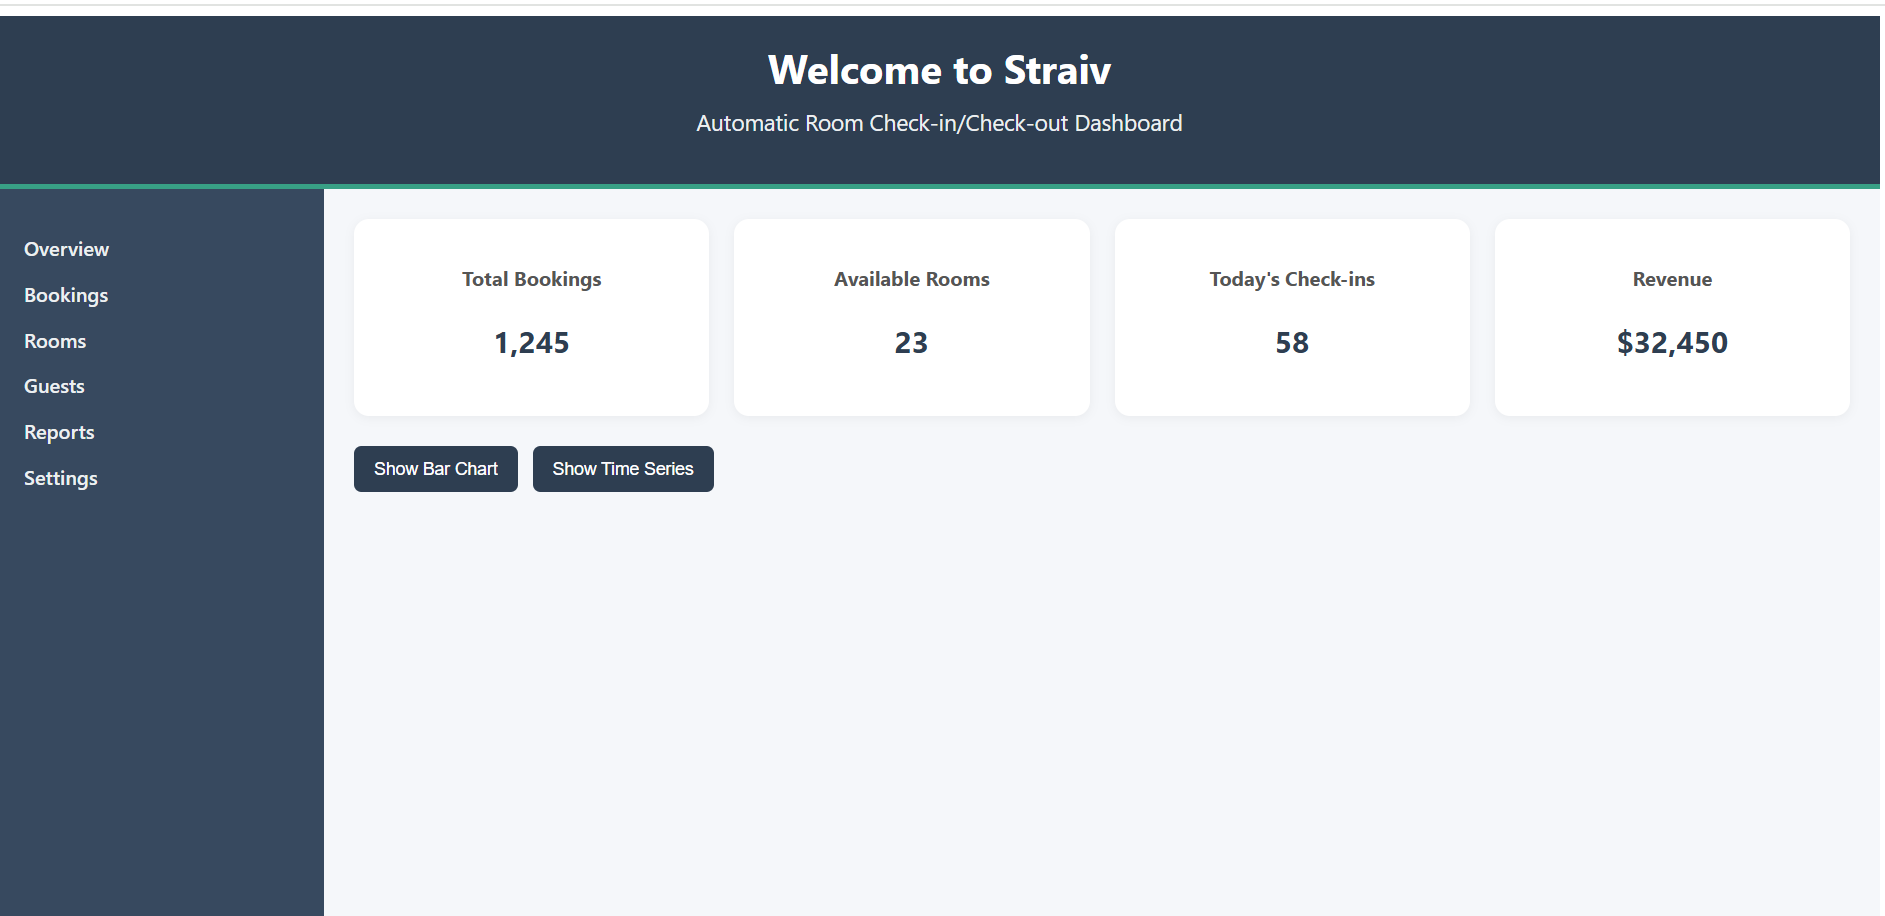 Welcome to Straiv
Automatic Room Check-in/Check-out Dashboard
Overview
Bookings
Rooms
Guests
Reports
Settings
Total Bookings
1,245
Available Rooms
23
Today's Check-ins
58
Revenue
$32,450
Show Bar Chart
Show Time Series